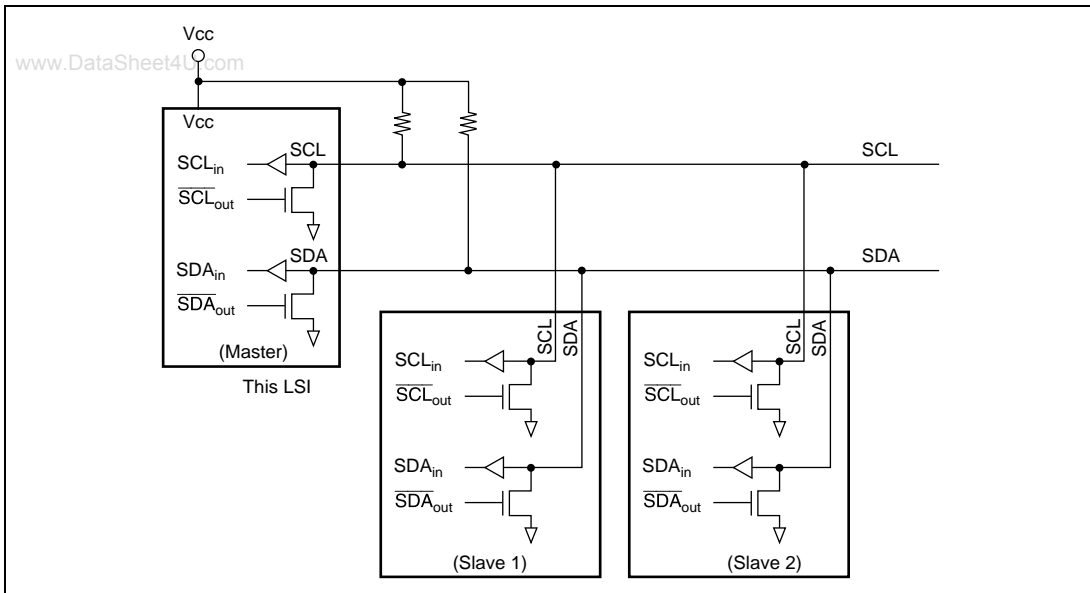 Vcc
www.DataSheet4U.com
Vcc
SCL
SCLin
SCLout
SDA
SDAin
SDAout
(Master)
This LSI
SCL
SDA
SCL
SDA
SCLin
SCLout
SDAin
SDAout
(Slave 1)
SCL
SDA
SCLin
SCLout
SDAin
SDAout
(Slave 2)